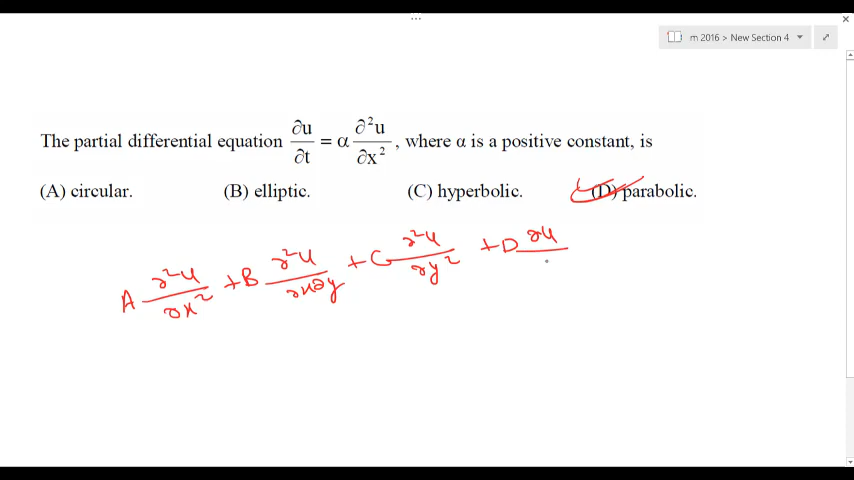 ...
m 2016 > New Section 4
The partial differential equation ∂u/∂t = α ∂²u/∂x², where α is a positive constant, is
(A) circular. (B) elliptic. (C) hyperbolic. (D) parabolic.
A ∂²u/∂x² + B ∂²u/∂x∂y + C ∂²u/∂y² + D ∂u